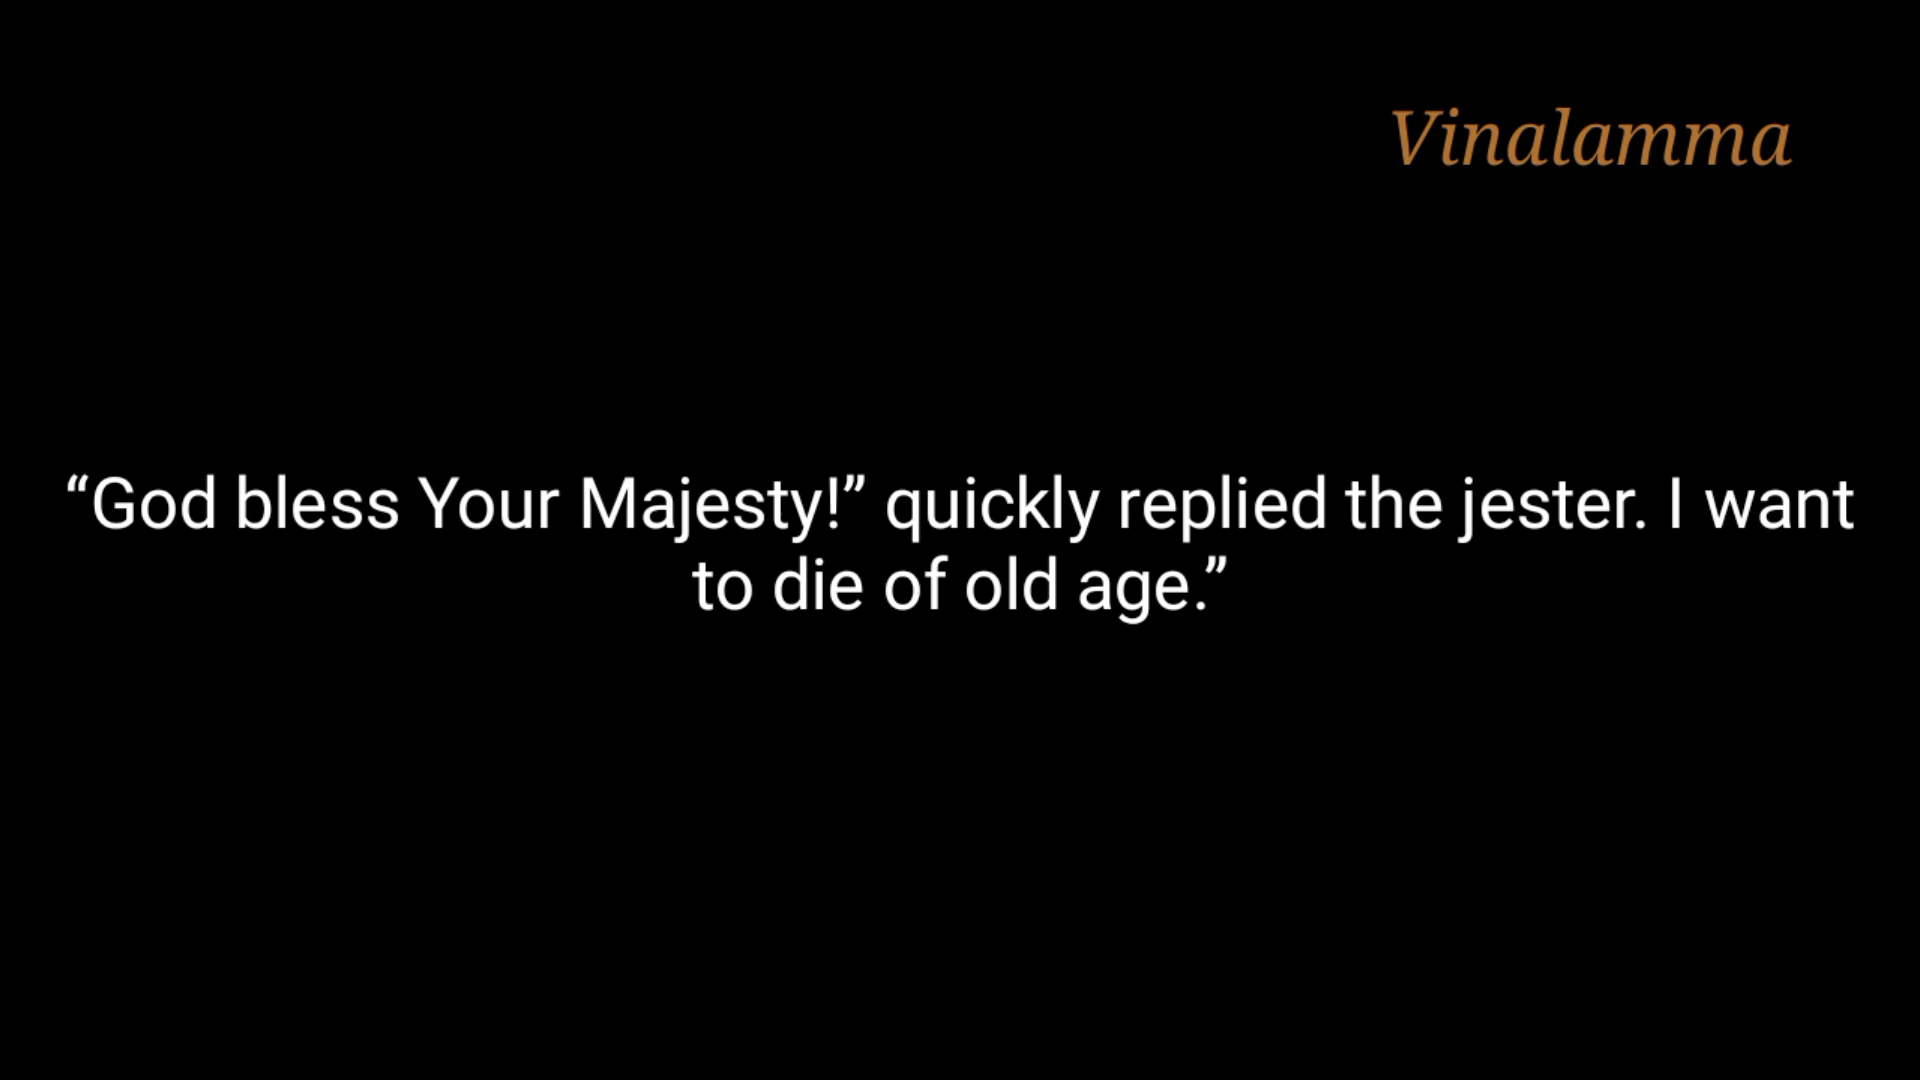 Vinalamma
“God bless Your Majesty!” quickly replied the jester. I want
to die of old age.”